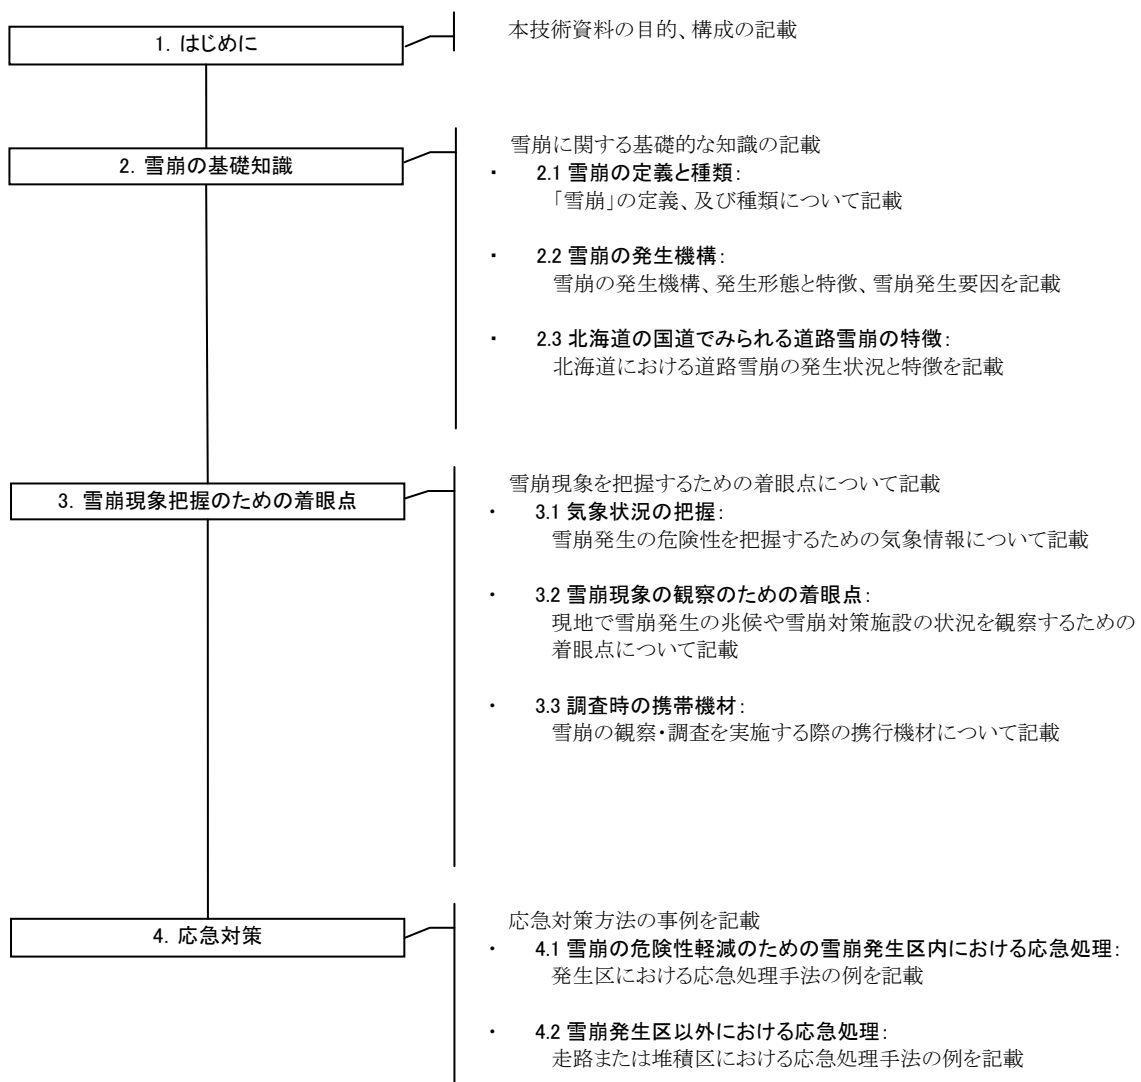 1. はじめに
本技術資料の目的、構成の記載
2. 雪崩の基礎知識
雪崩に関する基礎的な知識の記載
・ 2.1 雪崩の定義と種類:
「雪崩」の定義、及び種類について記載
・ 2.2 雪崩の発生機構:
雪崩の発生機構、発生形態と特徴、雪崩発生要因を記載
・ 2.3 北海道の国道でみられる道路雪崩の特徴:
北海道における道路雪崩の発生状況と特徴を記載
3. 雪崩現象把握のための着眼点
雪崩現象を把握するための着眼点について記載
・ 3.1 気象状況の把握:
雪崩発生の危険性を把握するための気象情報について記載
・ 3.2 雪崩現象の観察のための着眼点:
現地で雪崩発生の兆候や雪崩対策施設の状況を観察するための
着眼点について記載
・ 3.3 調査時の携帯機材:
雪崩の観察・調査を実施する際の携行機材について記載
4. 応急対策
応急対策方法の事例を記載
・ 4.1 雪崩の危険性軽減のための雪崩発生区内における応急処理:
発生区における応急処理手法の例を記載
・ 4.2 雪崩発生区以外における応急処理:
走路または堆積区における応急処理手法の例を記載